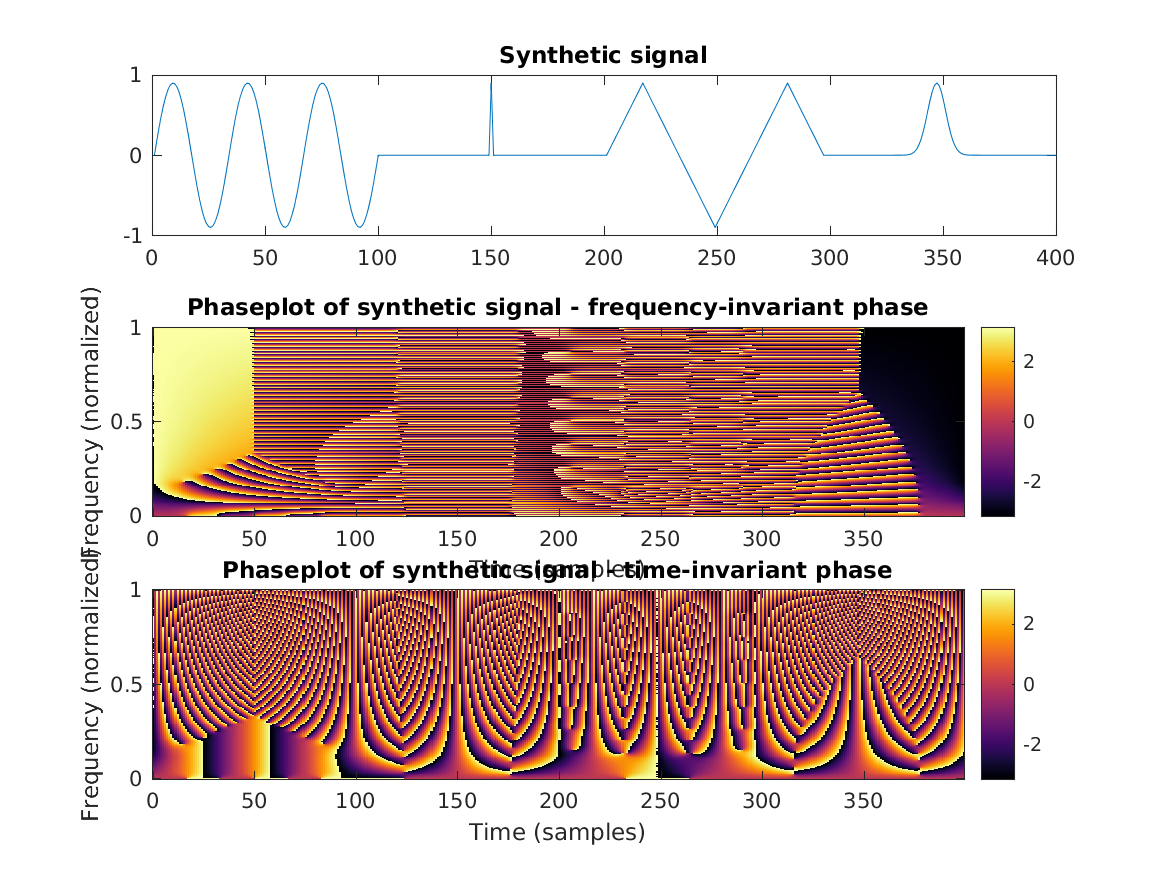 Synthetic signal
1
0
-1
0 50 100 150 200 250 300 350 400
Phaseplot of synthetic signal - frequency-invariant phase
Frequency (normalized)
1
0.5
0
2
0
-2
0 50 100 150 200 250 300 350
Time (samples)
Phaseplot of synthetic signal - time-invariant phase
Frequency (normalized)
1
0.5
0
2
0
-2
0 50 100 150 200 250 300 350
Time (samples)